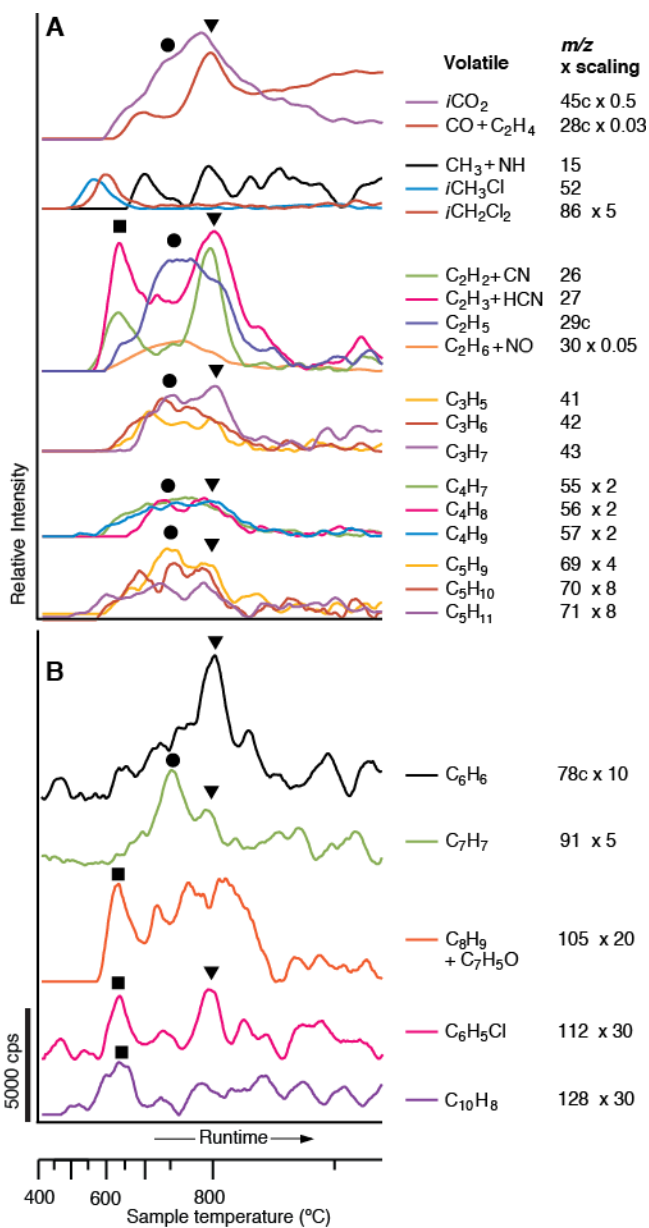 A
Volatile m/z x scaling
iCO₂ 45c x 0.5
CO + C₂H₄ 28c x 0.03
CH₃ + NH 15
iCH₃Cl 52
iCH₂Cl₂ 86 x 5
C₂H₂ + CN 26
C₂H₃ + HCN 27
C₂H₅ 29c
C₂H₆ + NO 30 x 0.05
C₃H₅ 41
C₃H₆ 42
C₃H₇ 43
C₄H₇ 55 x 2
C₄H₈ 56 x 2
C₄H₉ 57 x 2
C₅H₉ 69 x 4
C₅H₁₀ 70 x 8
C₅H₁₁ 71 x 8
Relative Intensity
B
C₆H₆ 78c x 10
C₇H₇ 91 x 5
C₈H₉ 105 x 20
+ C₇H₅O
C₆H₅Cl 112 x 30
C₁₀H₈ 128 x 30
5000 cps
Runtime
400 600 800
Sample temperature (ºC)